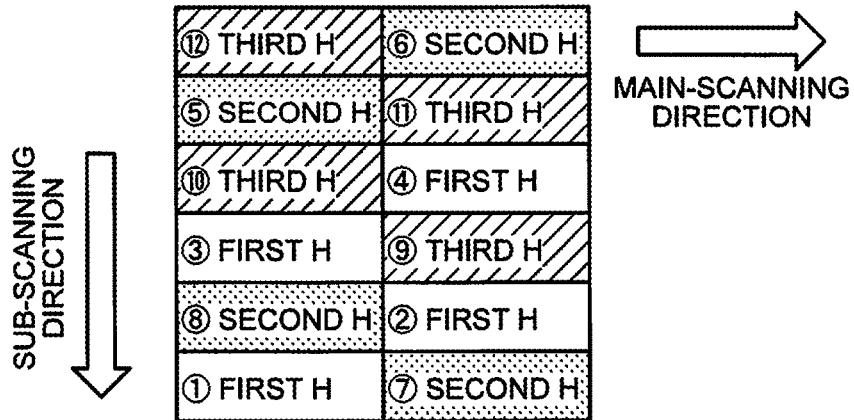 ⑫ THIRD H ⑥ SECOND H
⑤ SECOND H ⑪ THIRD H
⑩ THIRD H ④ FIRST H
③ FIRST H ⑨ THIRD H
⑧ SECOND H ② FIRST H
① FIRST H ⑦ SECOND H
MAIN-SCANNING
DIRECTION
SUB-SCANNING
DIRECTION